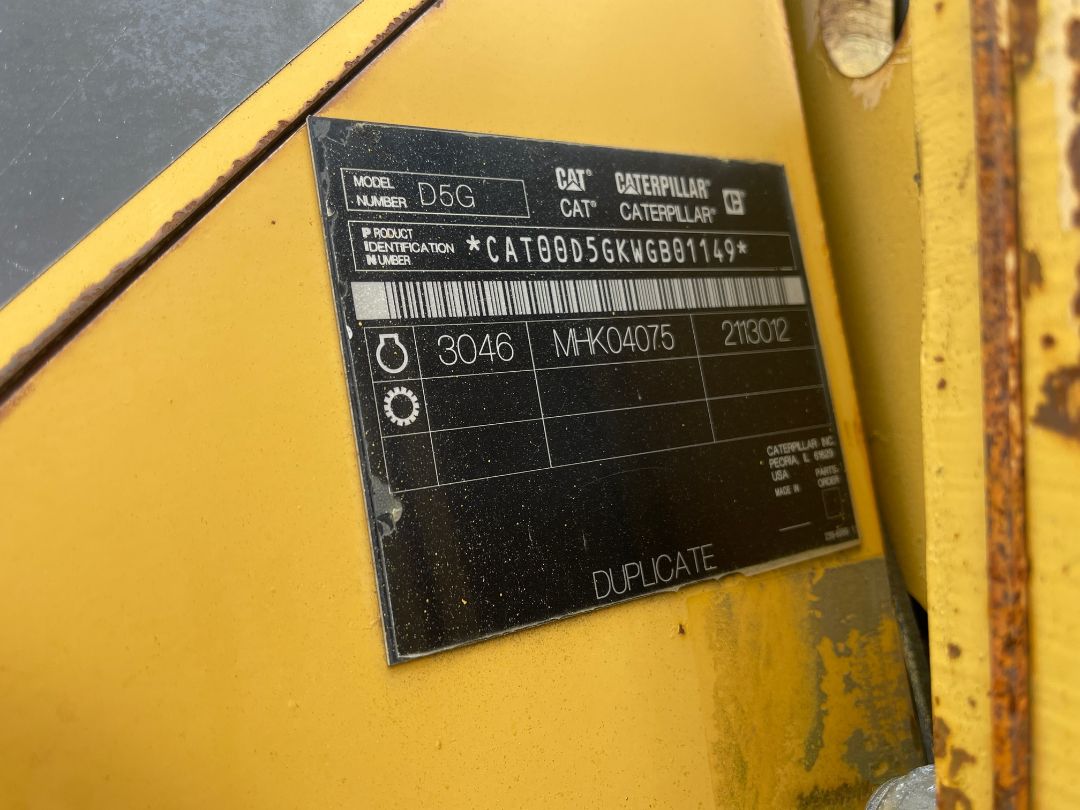 MODEL NUMBER D5G
CAT® CATERPILLAR®
CAT® CATERPILLAR®
PRODUCT IDENTIFICATION NUMBER *CAT00D5GKWGB01149*
3046 MHK04075 2113012
CATERPILLAR INC.
PEORIA, IL 61629
USA
MADE IN
PARTS ORDER
DUPLICATE